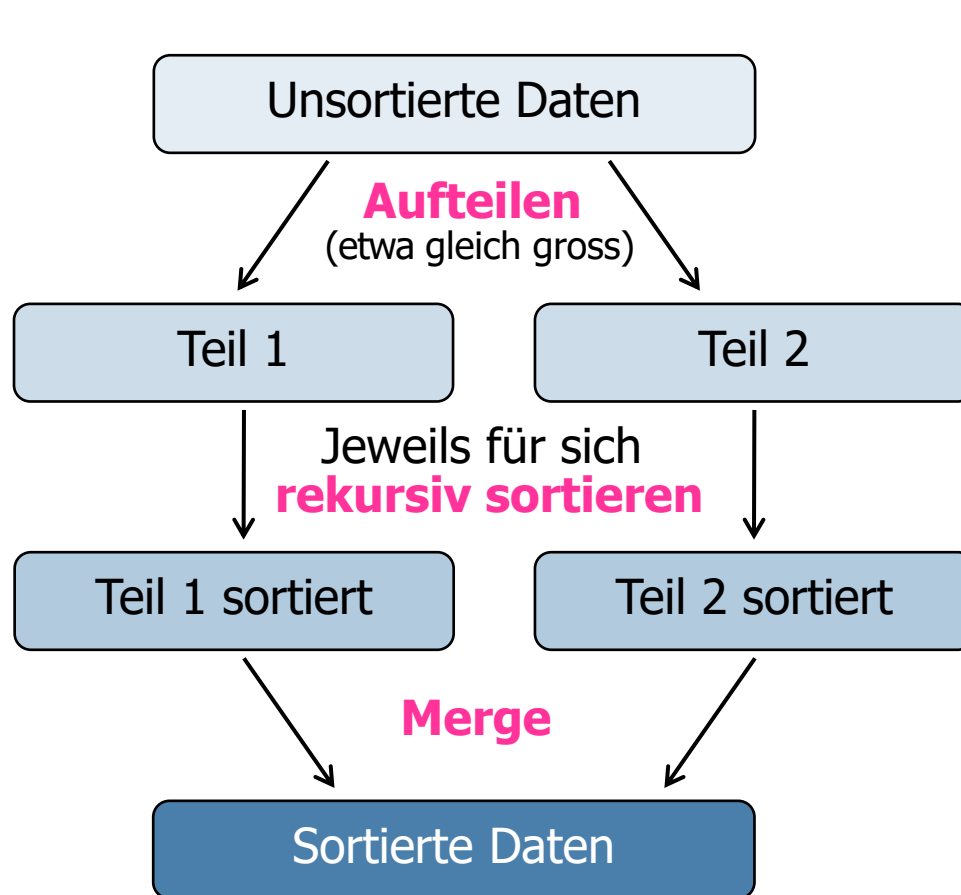 Unsortierte Daten
Aufteilen
(etwa gleich gross)
Teil 1
Teil 2
Jeweils für sich
rekursiv sortieren
Teil 1 sortiert
Teil 2 sortiert
Merge
Sortierte Daten